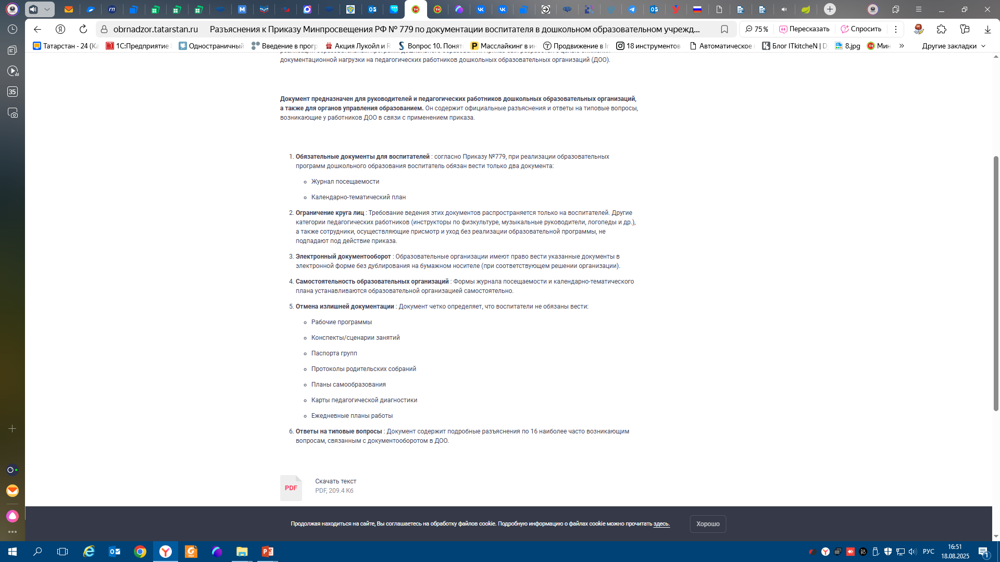 obrnadzor.tatarstan.ru Разъяснения к Приказу Минпросвещения РФ № 779 по документации воспитателя в дошкольном образовательном учрежд... 75 % Пересказать Спросить
Татарстан - 24 (Ка 1С:Предприятие Одностраничный Введение в прогр Акция Лукойл и R Вопрос 10. Понят Масслайкинг в ин Продвижение в Iг 18 инструментов Автоматическое Блог ITkitcheN | D 8.jpg Мин » Другие закладки
35
документационной нагрузки на педагогических работников дошкольных образовательных организаций (ДОО).
Документ предназначен для руководителей и педагогических работников дошкольных образовательных организаций,
а также для органов управления образованием. Он содержит официальные разъяснения и ответы на типовые вопросы,
возникающие у работников ДОО в связи с применением приказа.
1. Обязательные документы для воспитателей : согласно Приказу №779, при реализации образовательных
программ дошкольного образования воспитатель обязан вести только два документа:
Журнал посещаемости
Календарно-тематический план
2. Ограничение круга лиц : Требование ведения этих документов распространяется только на воспитателей. Другие
категории педагогических работников (инструкторы по физкультуре, музыкальные руководители, логопеды и др.),
а также сотрудники, осуществляющие присмотр и уход без реализации образовательной программы, не
подпадают под действие приказа.
3. Электронный документооборот : Образовательные организации имеют право вести указанные документы в
электронной форме без дублирования на бумажном носителе (при соответствующем решении организации).
4. Самостоятельность образовательных организаций : Формы журнала посещаемости и календарно-тематического
плана устанавливаются образовательной организацией самостоятельно.
5. Отмена излишней документации : Документ четко определяет, что воспитатели не обязаны вести:
Рабочие программы
Конспекты/сценарии занятий
Паспорта групп
Протоколы родительских собраний
Планы самообразования
Карты педагогической диагностики
Ежедневные планы работы
6. Ответы на типовые вопросы : Документ содержит подробные разъяснения по 16 наиболее часто возникающим
вопросам, связанным с документооборотом в ДОО.
PDF
Скачать текст
PDF, 209.4 Кб
Продолжая находиться на сайте, Вы соглашаетесь на обработку файлов cookie. Подробную информацию о файлах cookie можно прочитать здесь. Хорошо
РУС
16:51
18.08.2025
1